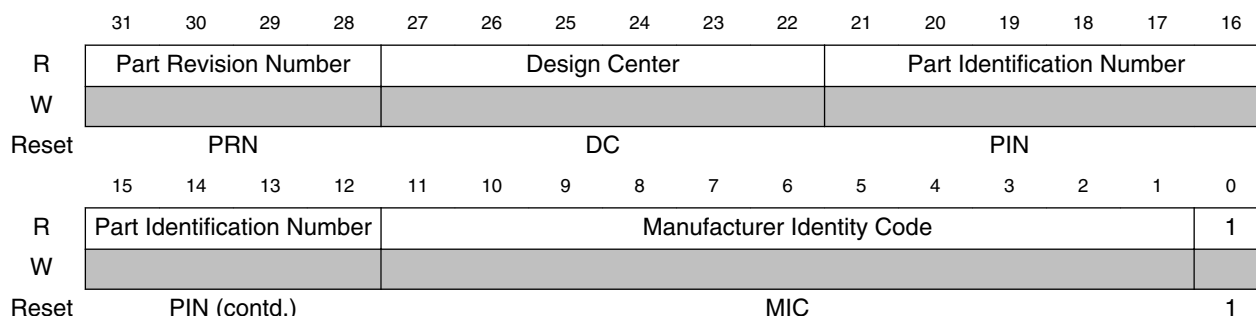 31 30 29 28 27 26 25 24 23 22 21 20 19 18 17 16
R Part Revision Number Design Center Part Identification Number
W
Reset PRN DC PIN
15 14 13 12 11 10 9 8 7 6 5 4 3 2 1 0
R Part Identification Number Manufacturer Identity Code 1
W
Reset PIN (contd.) MIC 1